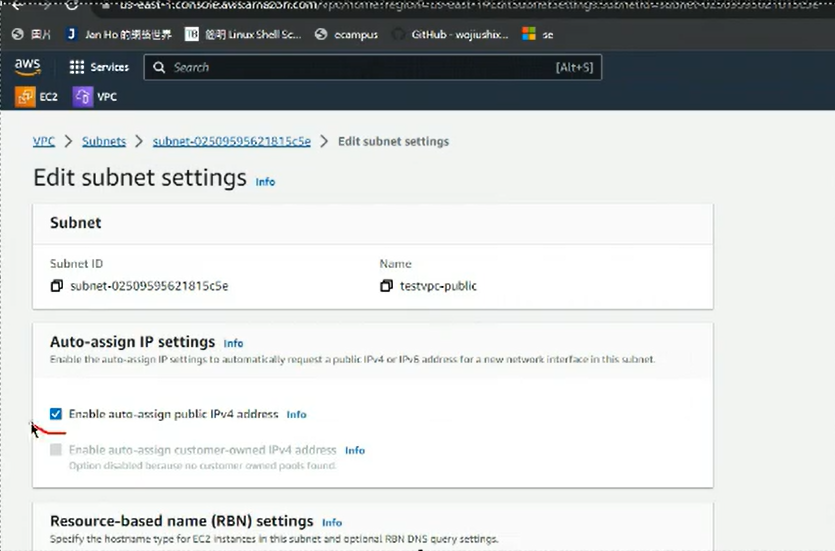 us-east-1.console.aws.amazon.com/vpc/home?region=us-east-1#EditSubnetSettings:subnetId=subnet-02509595621815c5e
圖片 Jan Ho 的網絡世界 Linux Shell Sc... ecampus GitHub - wojiushix... se
aws Services Search [Alt+S]
EC2 VPC
VPC > Subnets > subnet-02509595621815c5e > Edit subnet settings
Edit subnet settings Info
Subnet
Subnet ID Name
subnet-02509595621815c5e testvpc-public
Auto-assign IP settings Info
Enable the auto-assign IP settings to automatically request a public IPv4 or IPv6 address for a new network interface in this subnet.
Enable auto-assign public IPv4 address Info
Enable auto-assign customer-owned IPv4 address Info
Option disabled because no customer owned pools found.
Resource-based name (RBN) settings Info
Specify the hostname type for EC2 instances in this subnet and optional RBN DNS query settings.